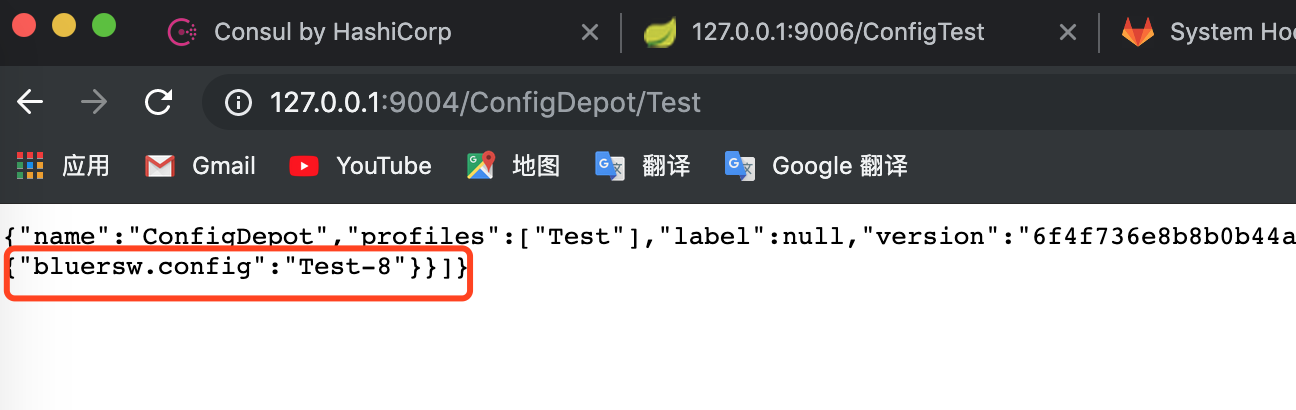 Consul by HashiCorp
127.0.0.1:9006/ConfigTest
System Hoo
127.0.0.1:9004/ConfigDepot/Test
应用 Gmail YouTube 地图 翻译 Google 翻译
{"name":"ConfigDepot","profiles":["Test"],"label":null,"version":"6f4f736e8b8b0b44a
{"bluersw.config":"Test-8"}}]}